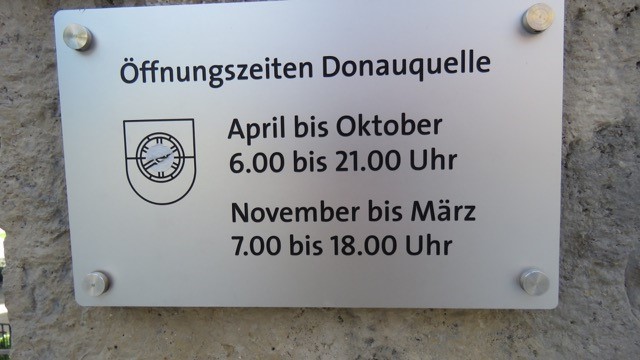 Öffnungszeiten Donauquelle
April bis Oktober
6.00 bis 21.00 Uhr
November bis März
7.00 bis 18.00 Uhr